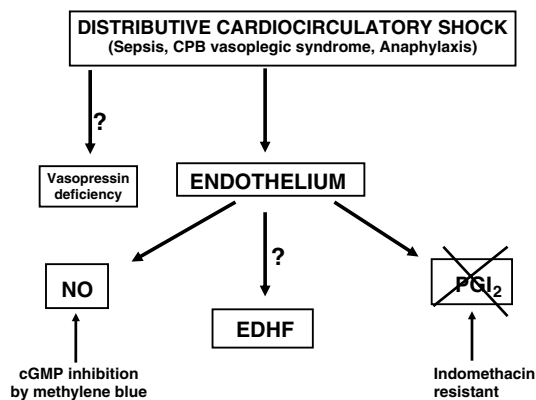 DISTRIBUTIVE CARDIOCIRCULATORY SHOCK
(Sepsis, CPB vasoplegic syndrome, Anaphylaxis)
?
Vasopressin
deficiency
ENDOTHELIUM
?
NO
EDHF
PGI₂
cGMP inhibition
by methylene blue
Indomethacin
resistant